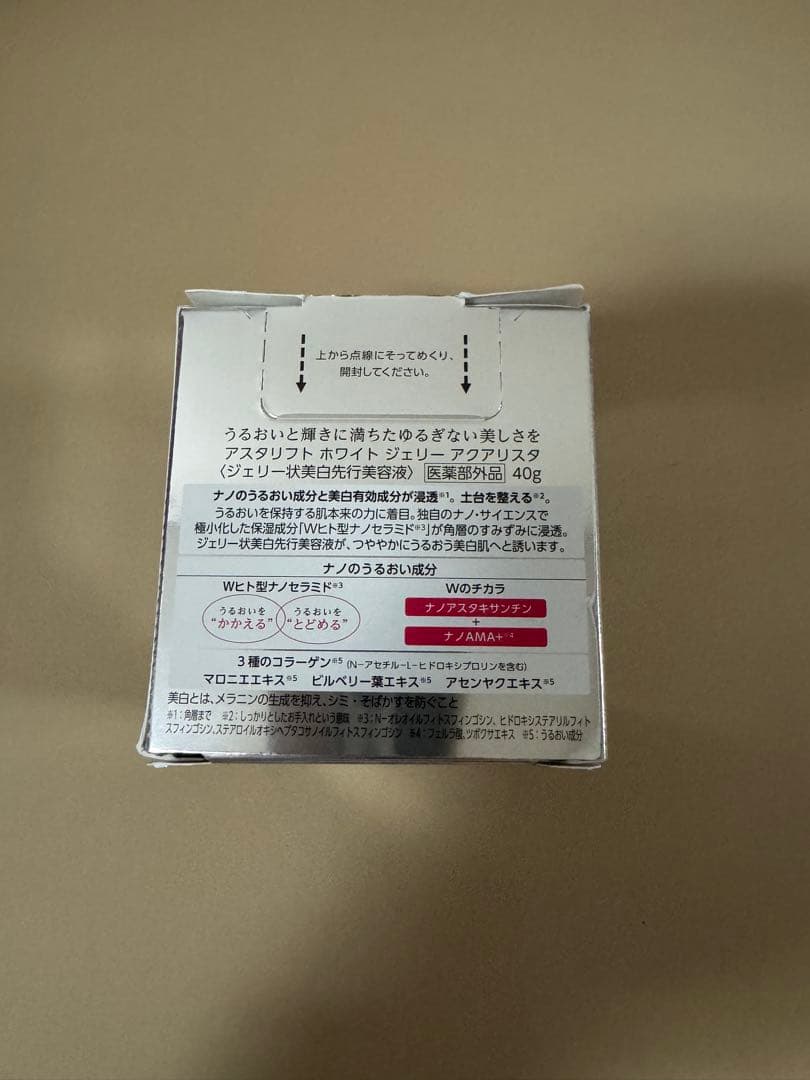 上から点線にそってめくり、
開封してください。
うるおいと輝きに満ちたゆるぎない美しさを
アスタリフト ホワイト ジェリー アクアリスタ
〈ジェリー状美白先行美容液〉 医薬部外品 40g
ナノのうるおい成分と美白有効成分が浸透※1。土台を整える※2。
うるおいを保持する肌本来の力に着目。独自のナノ・サイエンスで
極小化した保湿成分「Wヒト型ナノセラミド※3」が角層のすみずみに浸透。
ジェリー状美白先行美容液が、つややかにうるおう美白肌へと誘います。
ナノのうるおい成分
Wヒト型ナノセラミド※3
うるおいを
“かかえる”
うるおいを
“とどめる”
Wのチカラ
ナノアスタキサンチン
+
ナノAMA+※4
3種のコラーゲン※5 (N-アセチル-L-ヒドロキシプロリンを含む)
マロニエエキス※5 ビルベリー葉エキス※5 アセンヤクエキス※5
美白とは、メラニンの生成を抑え、シミ・そばかすを防ぐこと
※1:角層まで ※2:しっかりとしたお手入れという意味 ※3:N-オレオイルフィトスフィンゴシン、ヒドロキシステアリルフィト
スフィンゴシン、ステアロイルオキシヘプタコサノイルフィトスフィンゴシン ※4:フェルラ酸、ツボクサエキス ※5:うるおい成分